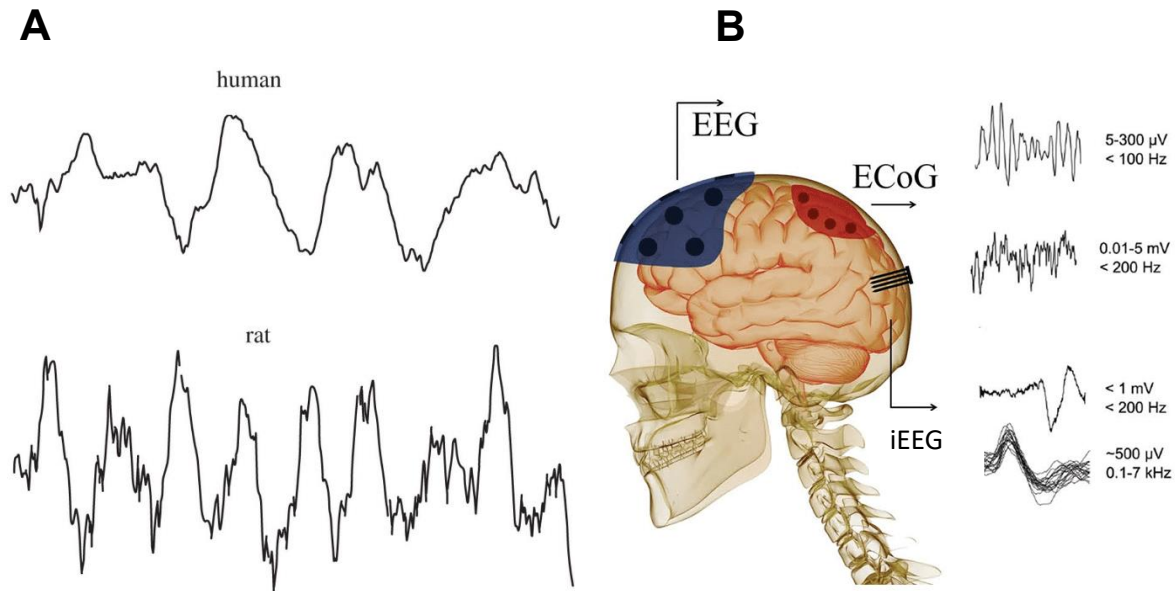 A
B
human
rat
EEG
ECoG
iEEG
5-300 µV
< 100 Hz
0.01-5 mV
< 200 Hz
< 1 mV
< 200 Hz
~500 µV
0.1-7 kHz